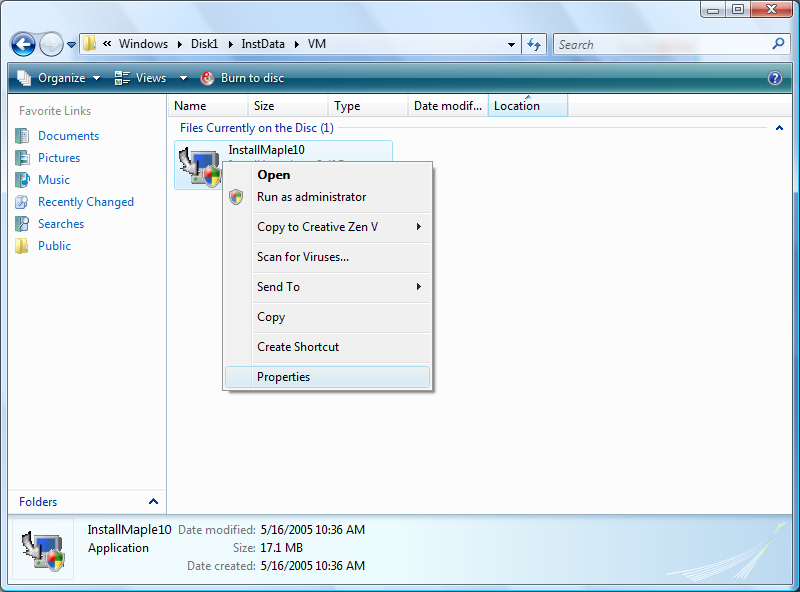 « Windows Disk1 InstData VM
Search
Organize Views Burn to disc
Favorite Links
Documents
Pictures
Music
Recently Changed
Searches
Public
Folders
Name Size Type Date modif... Location
Files Currently on the Disc (1)
InstallMaple10
Open
Run as administrator
Copy to Creative Zen V
Scan for Viruses...
Send To
Copy
Create Shortcut
Properties
InstallMaple10 Date modified: 5/16/2005 10:36 AM
Application Size: 17.1 MB
Date created: 5/16/2005 10:36 AM